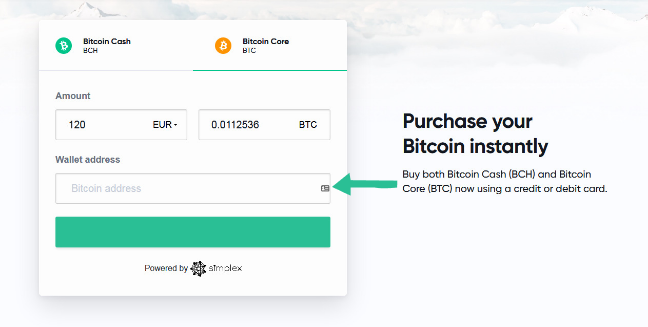 Bitcoin Cash
BCH
Bitcoin Core
BTC
Amount
120 EUR
0.0112536 BTC
Wallet address
Bitcoin address
Powered by simplex
Purchase your
Bitcoin instantly
Buy both Bitcoin Cash (BCH) and Bitcoin
Core (BTC) now using a credit or debit card.